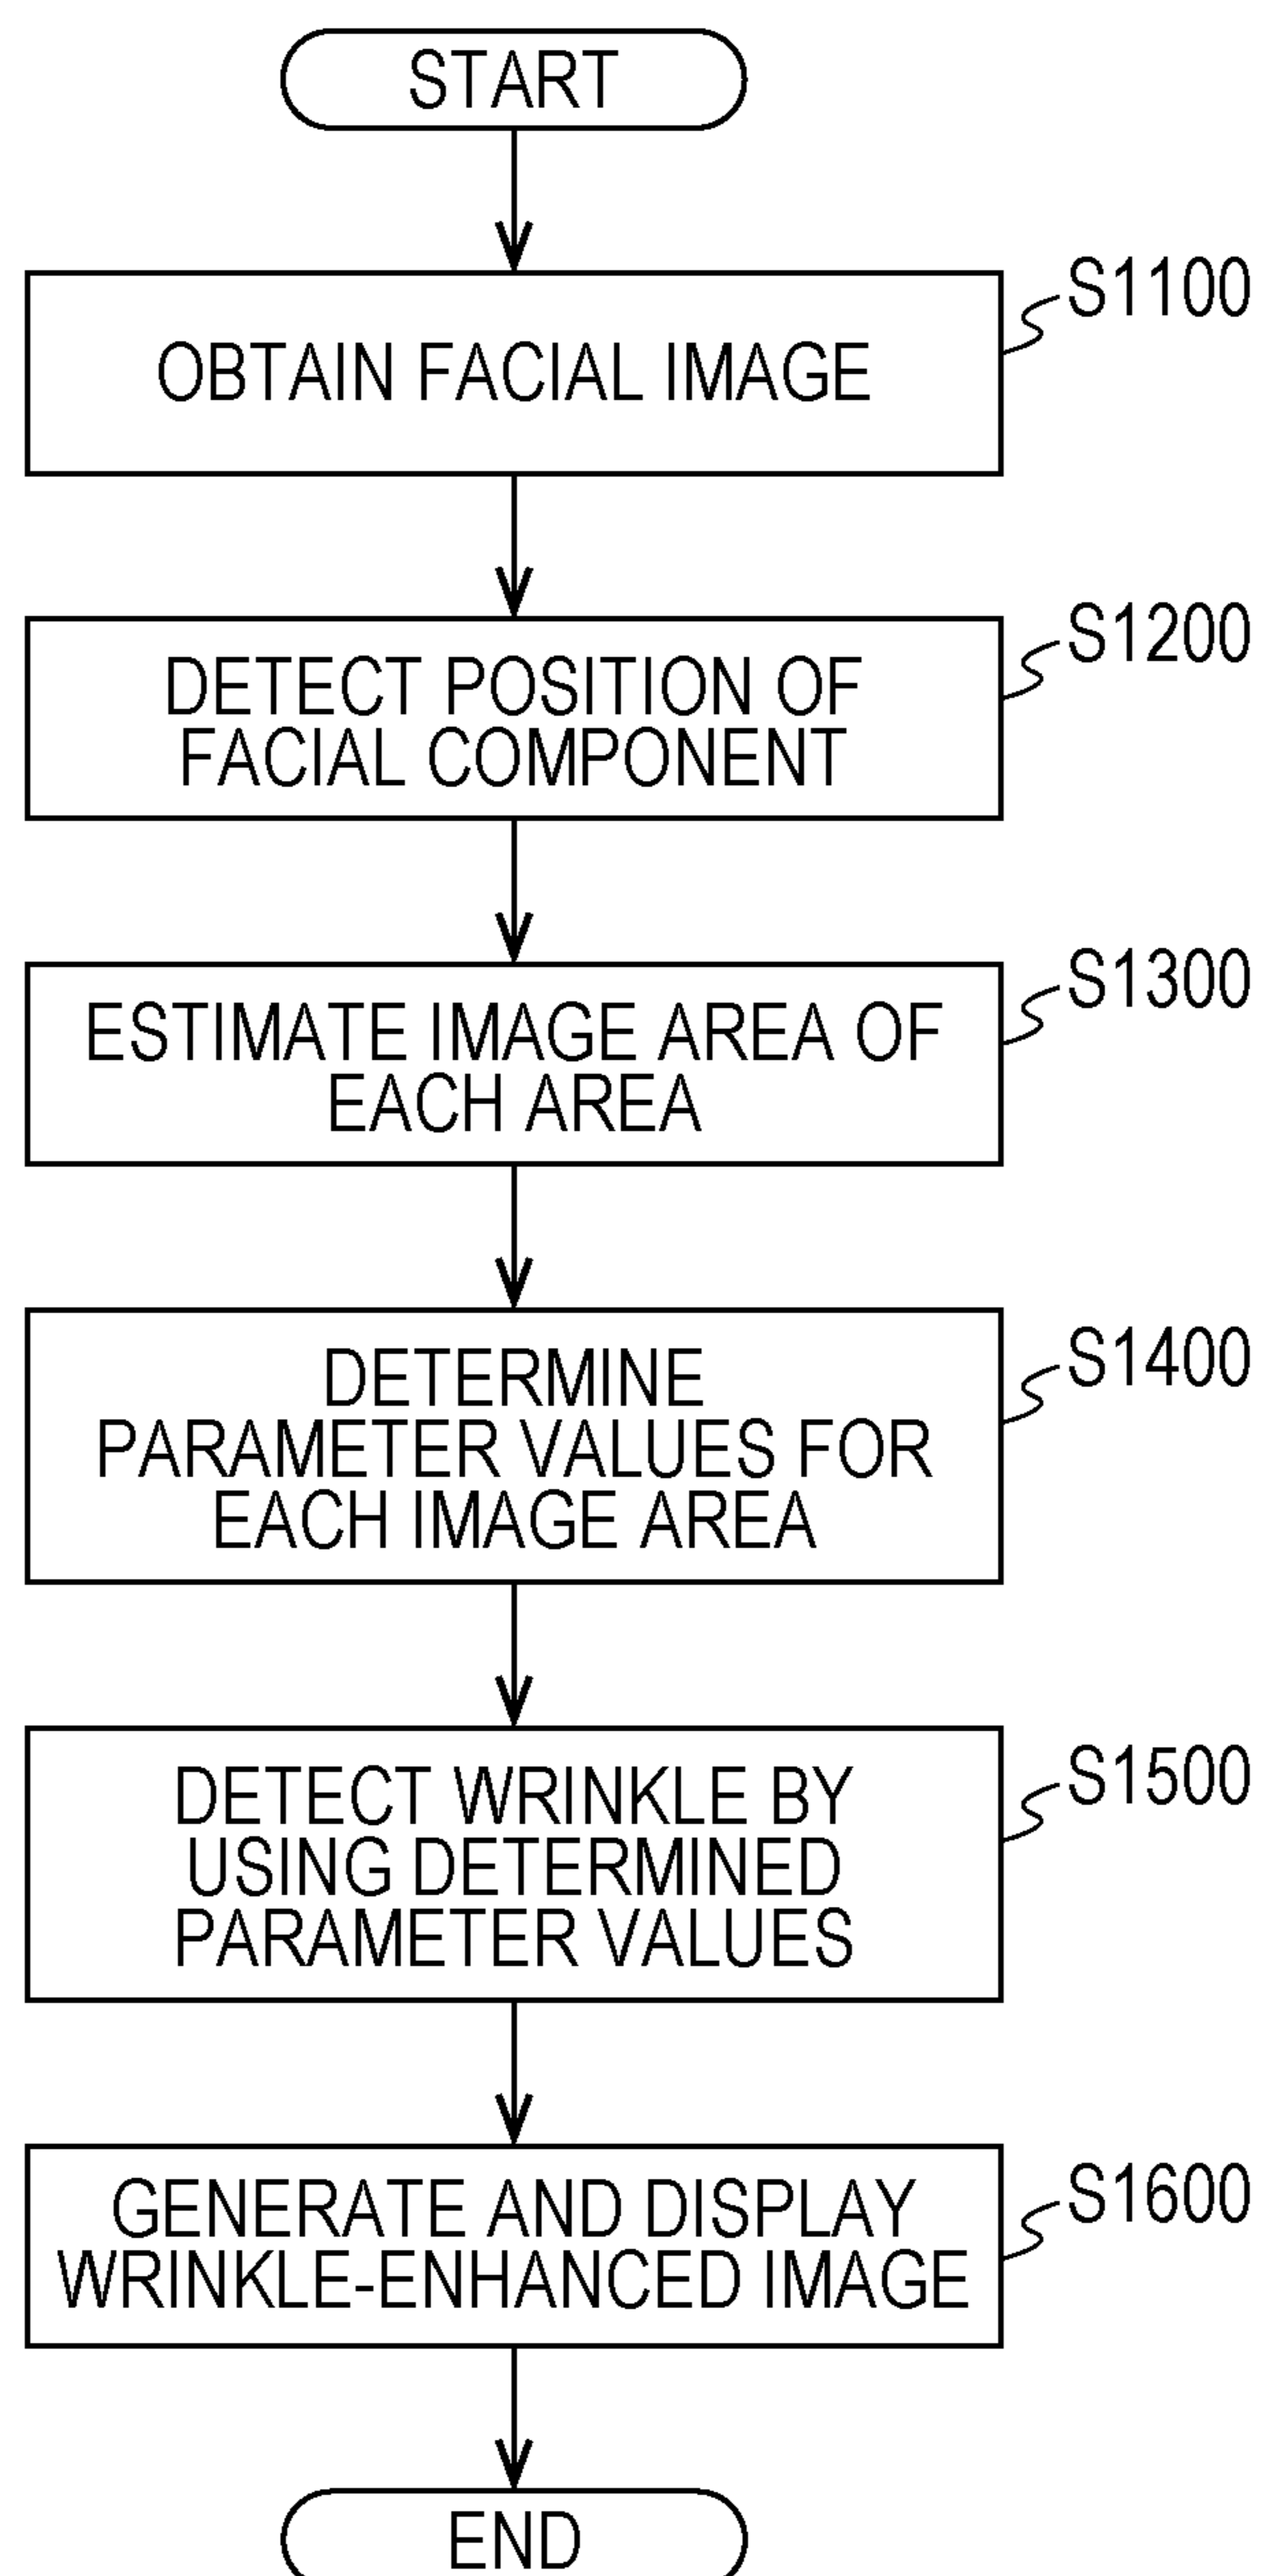 START
S1100
OBTAIN FACIAL IMAGE
S1200
DETECT POSITION OF
FACIAL COMPONENT
S1300
ESTIMATE IMAGE AREA OF
EACH AREA
S1400
DETERMINE
PARAMETER VALUES FOR
EACH IMAGE AREA
S1500
DETECT WRINKLE BY
USING DETERMINED
PARAMETER VALUES
S1600
GENERATE AND DISPLAY
WRINKLE-ENHANCED IMAGE
END